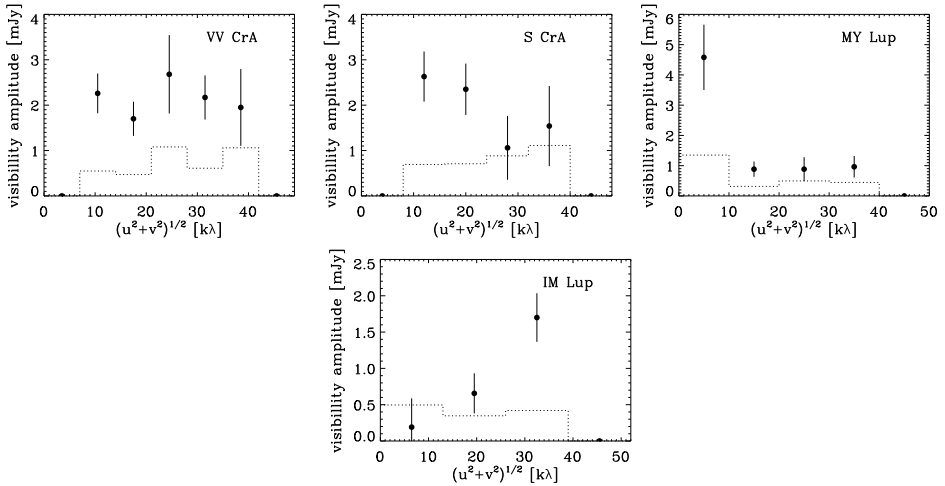 VV CrA
visibillity amplitude [mJy]
4
3
2
1
0
0 10 20 30 40
(u²+v²)¹/² [kλ]
S CrA
visibillity amplitude [mJy]
4
3
2
1
0
0 10 20 30 40
(u²+v²)¹/² [kλ]
MY Lup
visibillity amplitude [mJy]
6
5
4
3
2
1
0
0 10 20 30 40 50
(u²+v²)¹/² [kλ]
IM Lup
visibillity amplitude [mJy]
2.5
2.0
1.5
1.0
0.5
0.0
0 10 20 30 40 50
(u²+v²)¹/² [kλ]